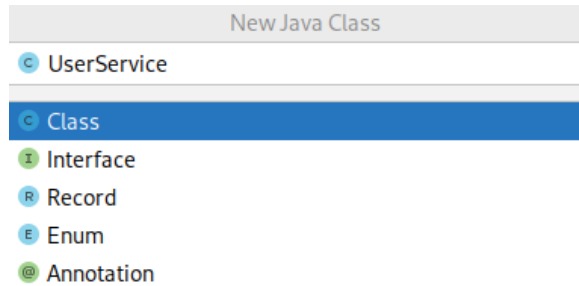 New Java Class
C UserService
C Class
I Interface
R Record
E Enum
@ Annotation